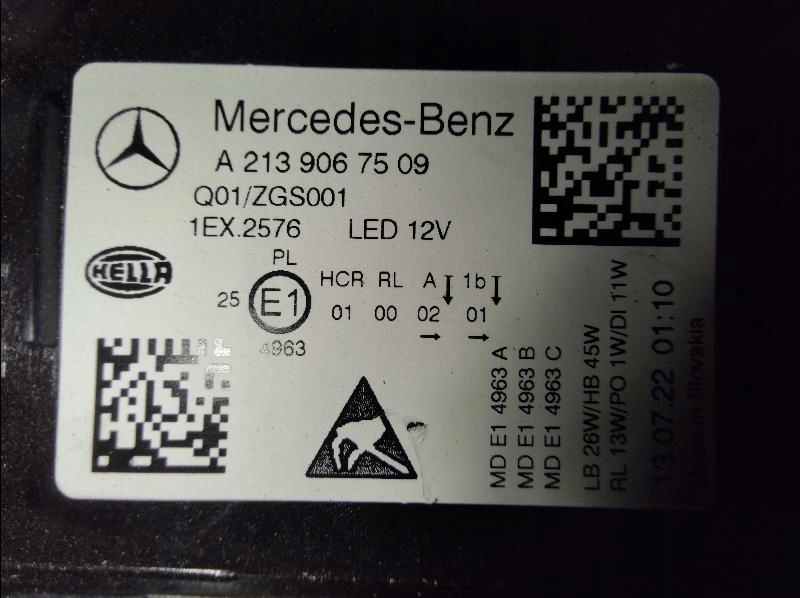 Mercedes-Benz
A 213 906 75 09
Q01/ZGS001
1EX.2576 LED 12V
HELLA
PL
25 E1 HCR RL A 1b
01 00 02 01
4963
MD E1 4963 A
MD E1 4963 B
MD E1 4963 C
LB 26W/HB 45W
RL 13W/PO 1W/DI 11W
13.07.22 01:10
Made in Slovakia